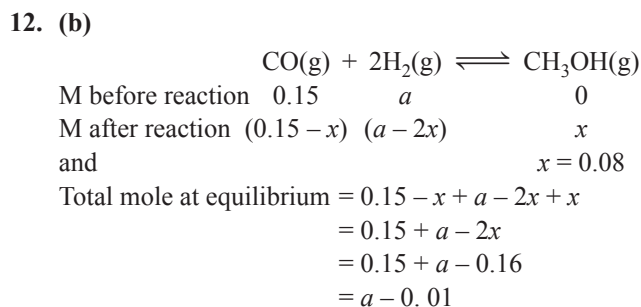 12. (b)
CO(g) + 2H₂(g) ⇌ CH₃OH(g)
M before reaction 0.15 a 0
M after reaction (0.15 – x) (a – 2x) x
and x = 0.08
Total mole at equilibrium = 0.15 – x + a – 2x + x
= 0.15 + a – 2x
= 0.15 + a – 0.16
= a – 0. 01